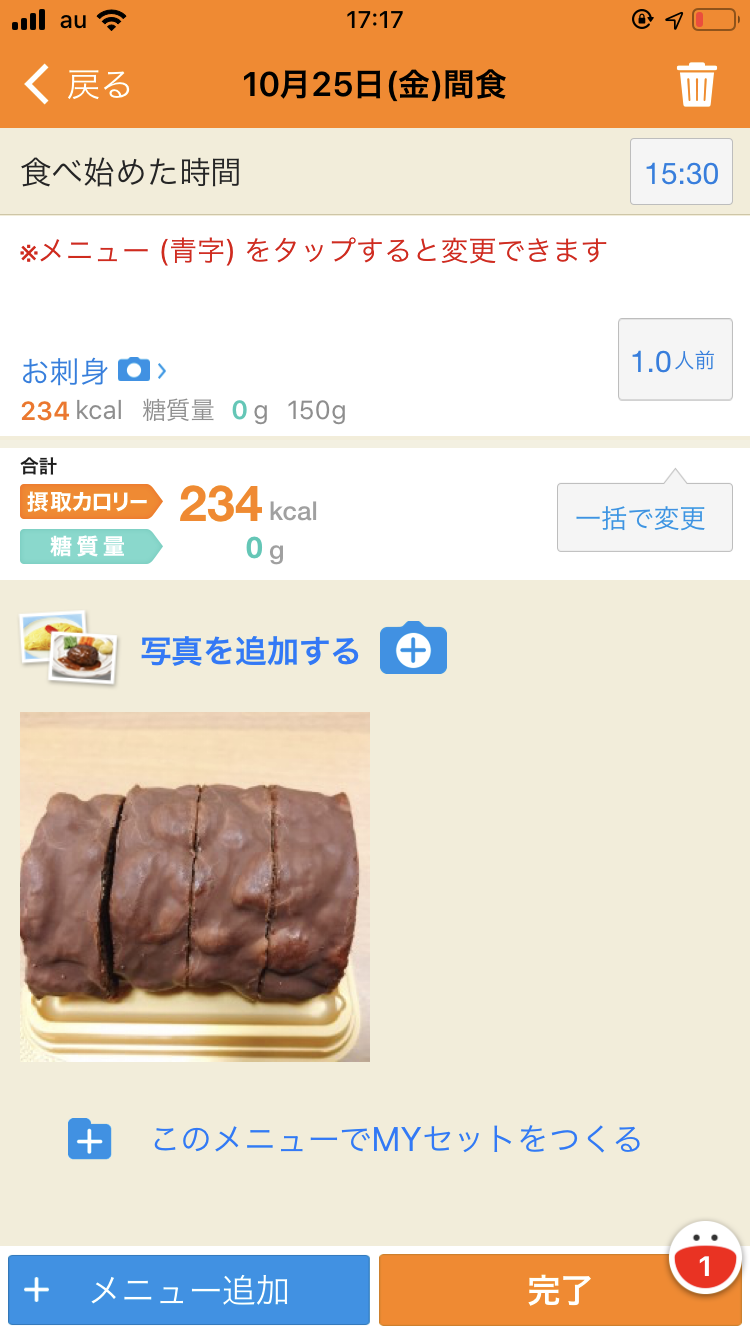 au 17:17
戻る 10月25日(金)間食
食べ始めた時間 15:30
※メニュー (青字) をタップすると変更できます
お刺身 1.0人前
234 kcal 糖質量 0 g 150g
合計
摂取カロリー 234 kcal
一括で変更
糖質量 0 g
写真を追加する
このメニューでMYセットをつくる
メニュー追加 完了
1